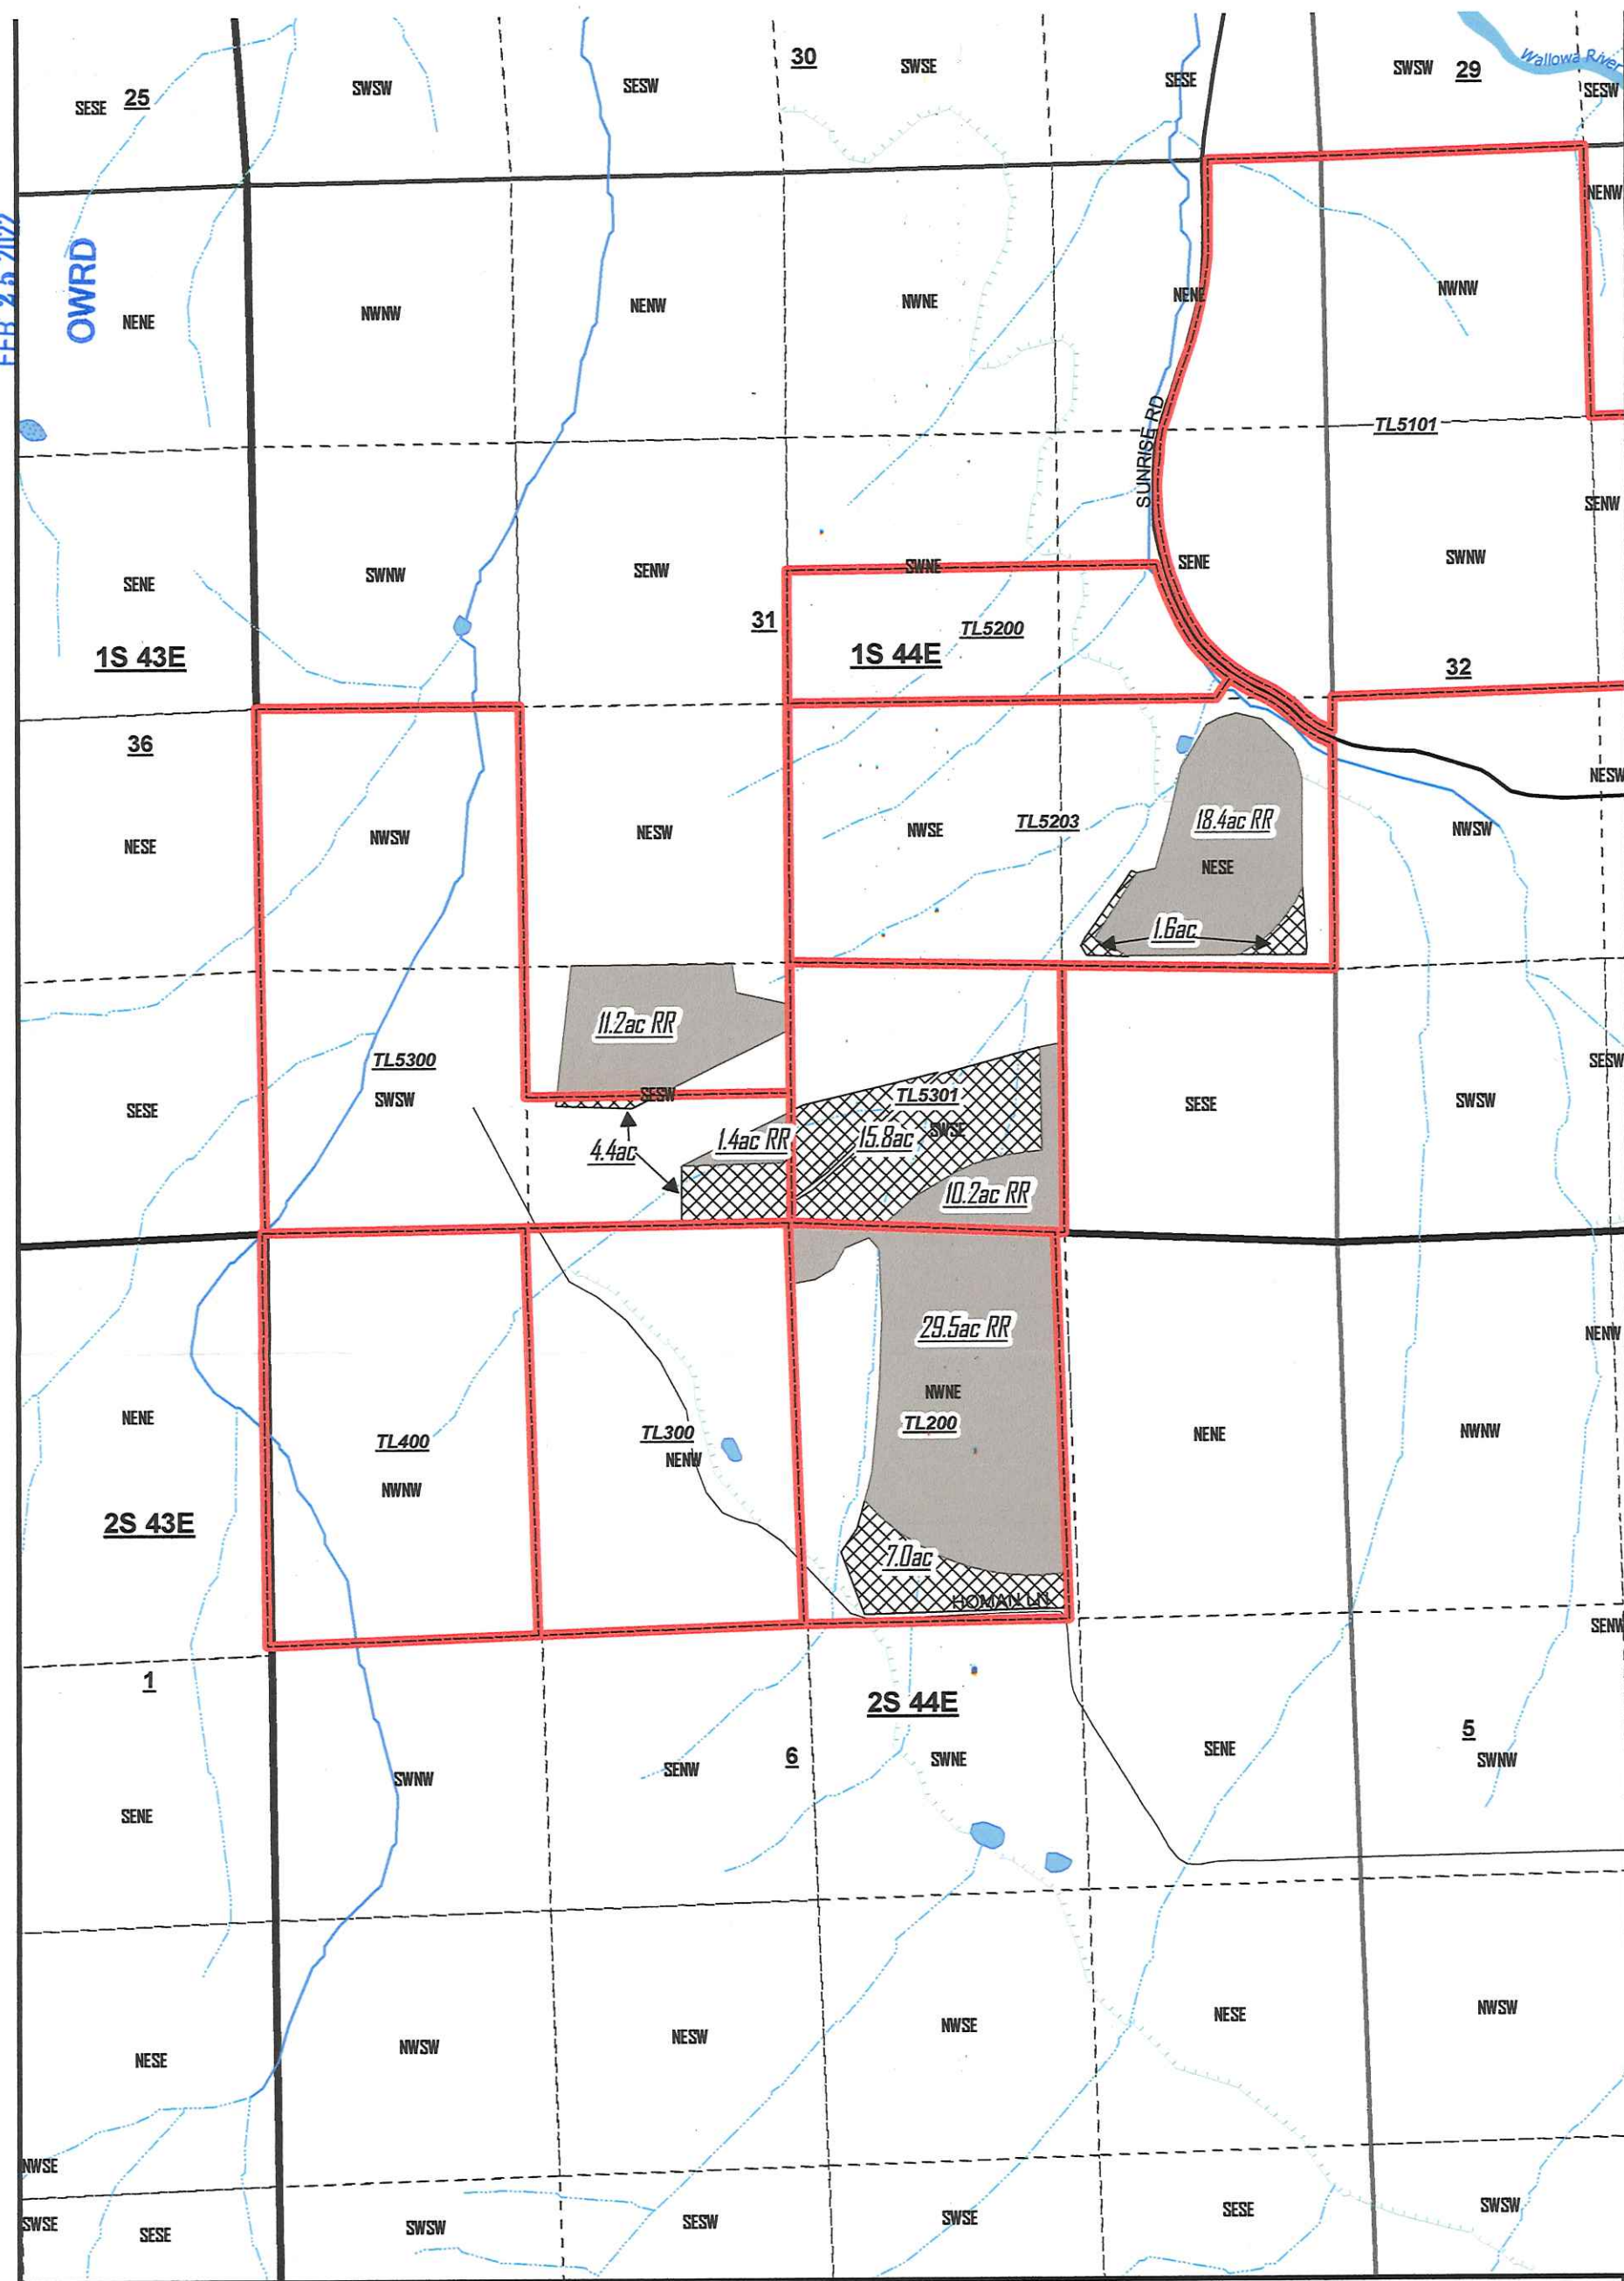 30
SWSE
Wallowa River
SWSW
29
SESE
25
SWSW
SESW
SESE
SESW
FEB 25 2022
OWRD
NENW
NENE
NWNW
NENW
NWNE
NENE
NWNW
SUNRISE RD
TL5101
SENW
SENE
SWNW
SENW
SWNE
SENE
SWNW
31
TL5200
1S 43E
1S 44E
32
36
NESW
NESE
NWSW
NESW
NWSE
TL5203
18.4ac RR
NWSW
NESE
1.6ac
11.2ac RR
TL5300
SESW
SESE
SWSW
SESW
TL5301
SWSE
SESE
SWSW
4.4ac
1.4ac RR
15.8ac
10.2ac RR
29.5ac RR
NENW
NENE
NWNE
TL200
TL400
TL300
NENW
NENE
NWNW
NWNW
2S 43E
7.0ac
HOMAN LN
SENW
1
2S 44E
6
5
SWNW
SENW
SWNE
SENE
SWNW
SENE
NESE
NWSW
NESW
NWSE
NESE
NWSW
NWSE
SWSE
SESE
SWSW
SESW
SWSE
SESE
SWSW